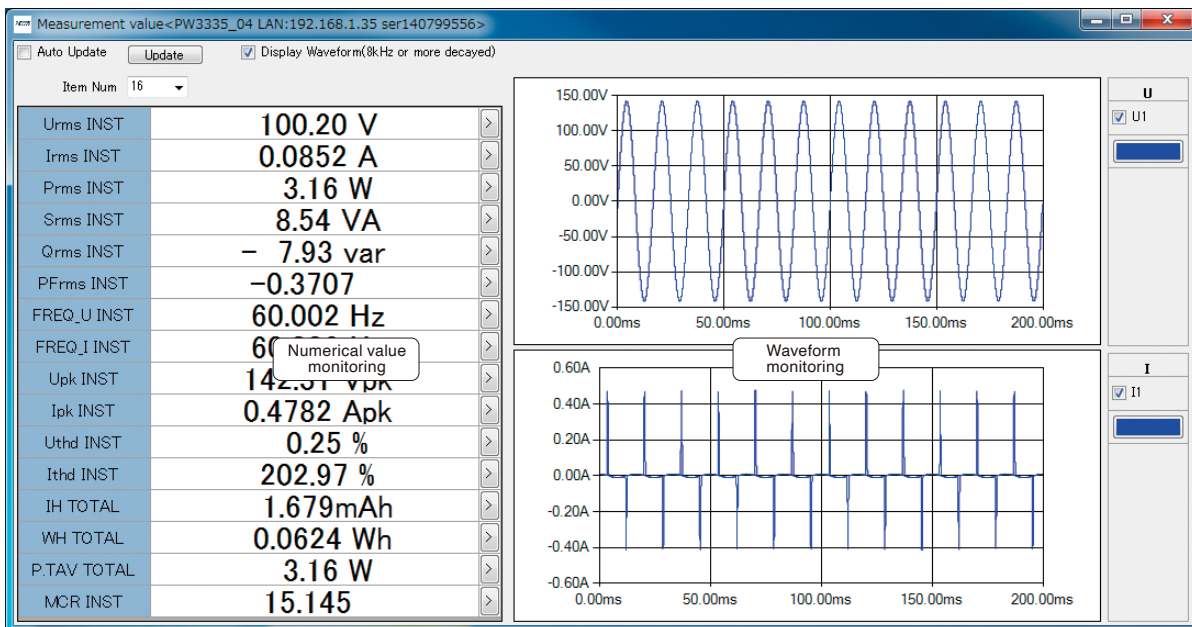 Measurement value<PW3335_04 LAN:192.168.1.35 ser140799556>
Auto Update Update Display Waveform(8kHz or more decayed)
Item Num 16
Urms INST 100.20 V >
Irms INST 0.0852 A >
Prms INST 3.16 W >
Srms INST 8.54 VA >
Qrms INST - 7.93 var >
PFrms INST -0.3707 >
FREQ_U INST 60.002 Hz >
FREQ_I INST >
Numerical value
monitoring
Upk INST Vpk >
Ipk INST 0.4782 Apk >
Uthd INST 0.25 % >
Ithd INST 202.97 % >
IH TOTAL 1.679mAh >
WH TOTAL 0.0624 Wh >
P.TAV TOTAL 3.16 W >
MCR INST 15.145 >
150.00V
100.00V
50.00V
0.00V
-50.00V
-100.00V
-150.00V
0.00ms 50.00ms 100.00ms 150.00ms 200.00ms
U
U1
Waveform
monitoring
0.60A
0.40A
0.20A
0.00A
-0.20A
-0.40A
-0.60A
0.00ms 50.00ms 100.00ms 150.00ms 200.00ms
I
I1